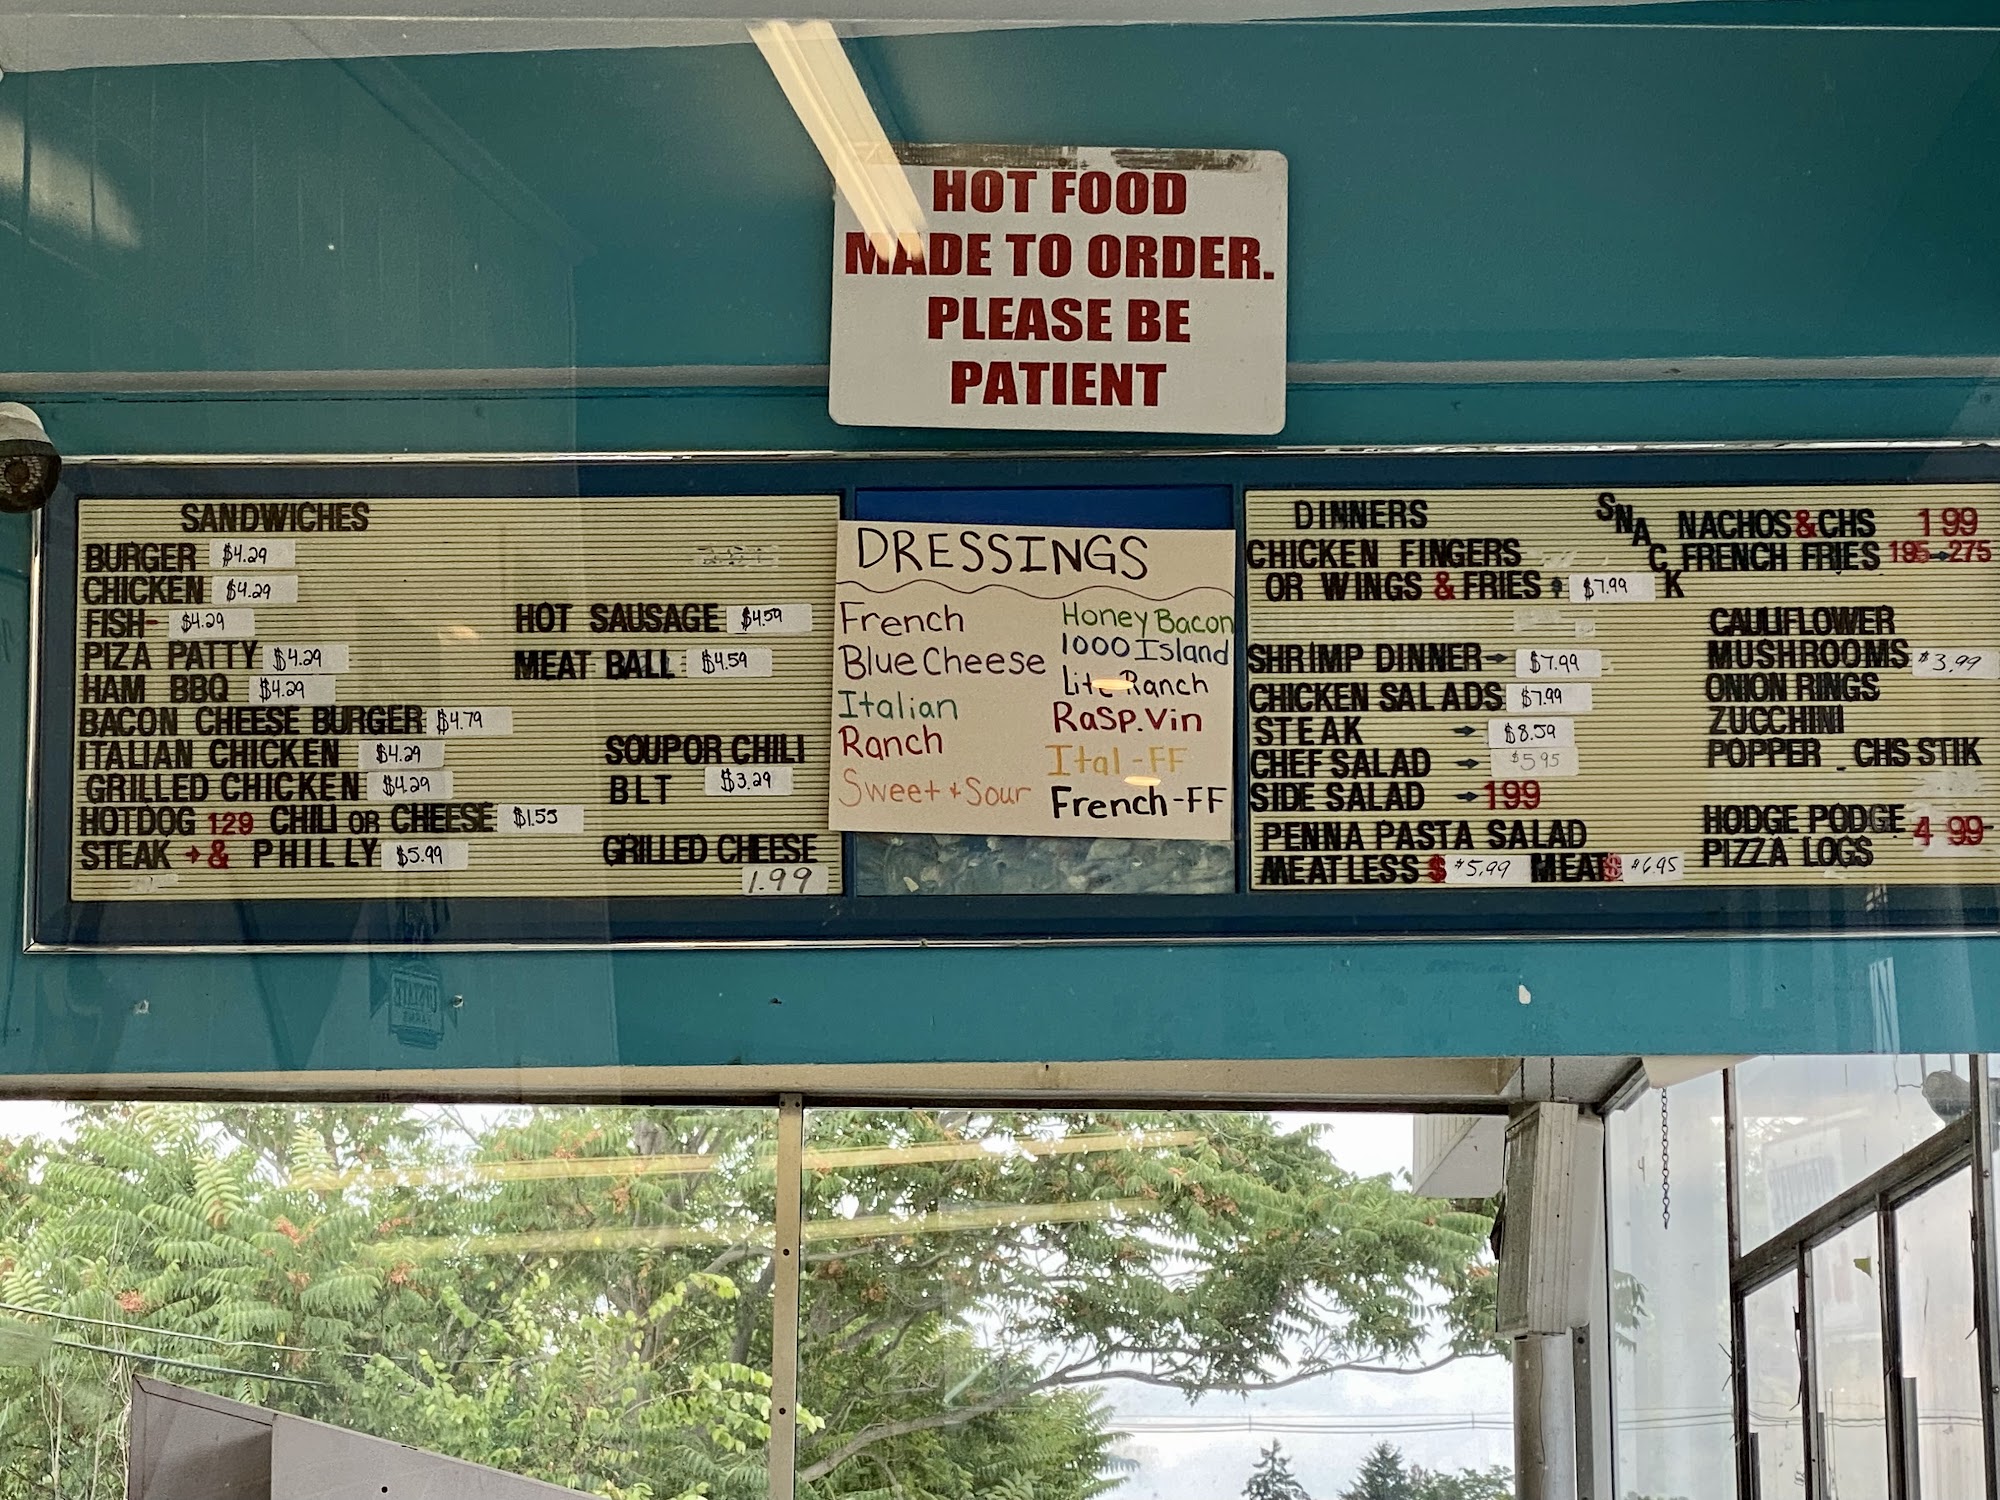 HOT FOOD
MADE TO ORDER.
PLEASE BE
PATIENT
SANDWICHES
BURGER $4.29
CHICKEN $4.29
FISH- $4.29
PIZA PATTY $4.29
HAM BBQ $4.29
BACON CHEESE BURGER $4.79
ITALIAN CHICKEN $4.29
GRILLED CHICKEN $4.29
HOTDOG 129 CHILI OR CHEESE $1.55
STEAK → & PHILLY $5.99
HOT SAUSAGE $4.59
MEAT BALL $4.59
SOUPOR CHILI
BLT $3.29
GRILLED CHEESE
1.99
DRESSINGS
French
Blue Cheese
Italian
Ranch
Sweet + Sour
Honey Bacon
1000 Island
Lite Ranch
Rasp. Vin
Ital-FF
French-FF
DINNERS
CHICKEN FINGERS
OR WINGS & FRIES $7.99
SHRIMP DINNER → $7.99
CHICKEN SALADS $7.99
STEAK → $8.59
CHEF SALAD → $5.95
SIDE SALAD → 199
PENNA PASTA SALAD
MEATLESS $ $5.99 MEAT $ $6.95
SNACK
NACHOS & CHS 199
FRENCH FRIES 195→275
CAULIFLOWER
MUSHROOMS $3.99
ONION RINGS
ZUCCHINI
POPPER CHS STIK
HODGE PODGE 4 99
PIZZA LOGS